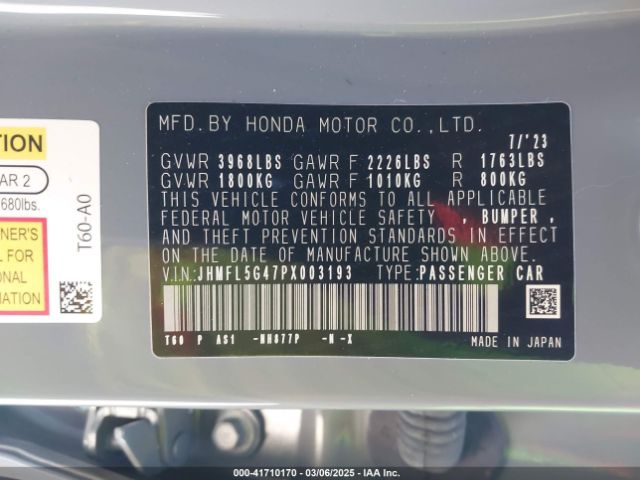 TION
AR 2
680lbs.
NER'S
FOR
ONAL
MATION
T60-A0
MFD.BY HONDA MOTOR CO.,LTD.
7/'23
GVWR 3968LBS GAWR F 2226LBS R 1763LBS
GVWR 1800KG GAWR F 1010KG R 800KG
THIS VEHICLE CONFORMS TO ALL APPLICABLE
FEDERAL MOTOR VEHICLE SAFETY , BUMPER ,
AND THEFT PREVENTION STANDARDS IN EFFECT
ON THE DATE OF MANUFACTURE SHOWN ABOVE.
V.I.N: JHMFL5G47PX003193 TYPE:PASSENGER CAR
T60 P AS1 -NH877P -N -X
MADE IN JAPAN
000-41710170 | 03/06/2025 | IAA Inc.